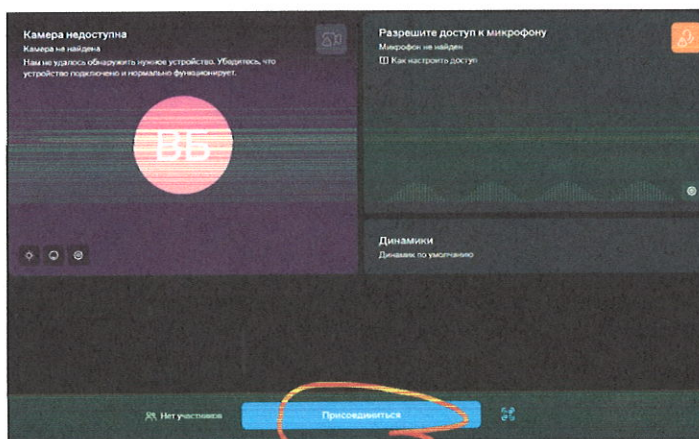 Камера недоступна
Камера не найдена
Нам не удалось обнаружить нужное устройство. Убедитесь, что
устройство подключено и нормально функционирует.
ВБ
Разрешите доступ к микрофону
Микрофон не найден
Как настроить доступ
Динамики
Динамик по умолчанию
Нет участников
Присоединиться